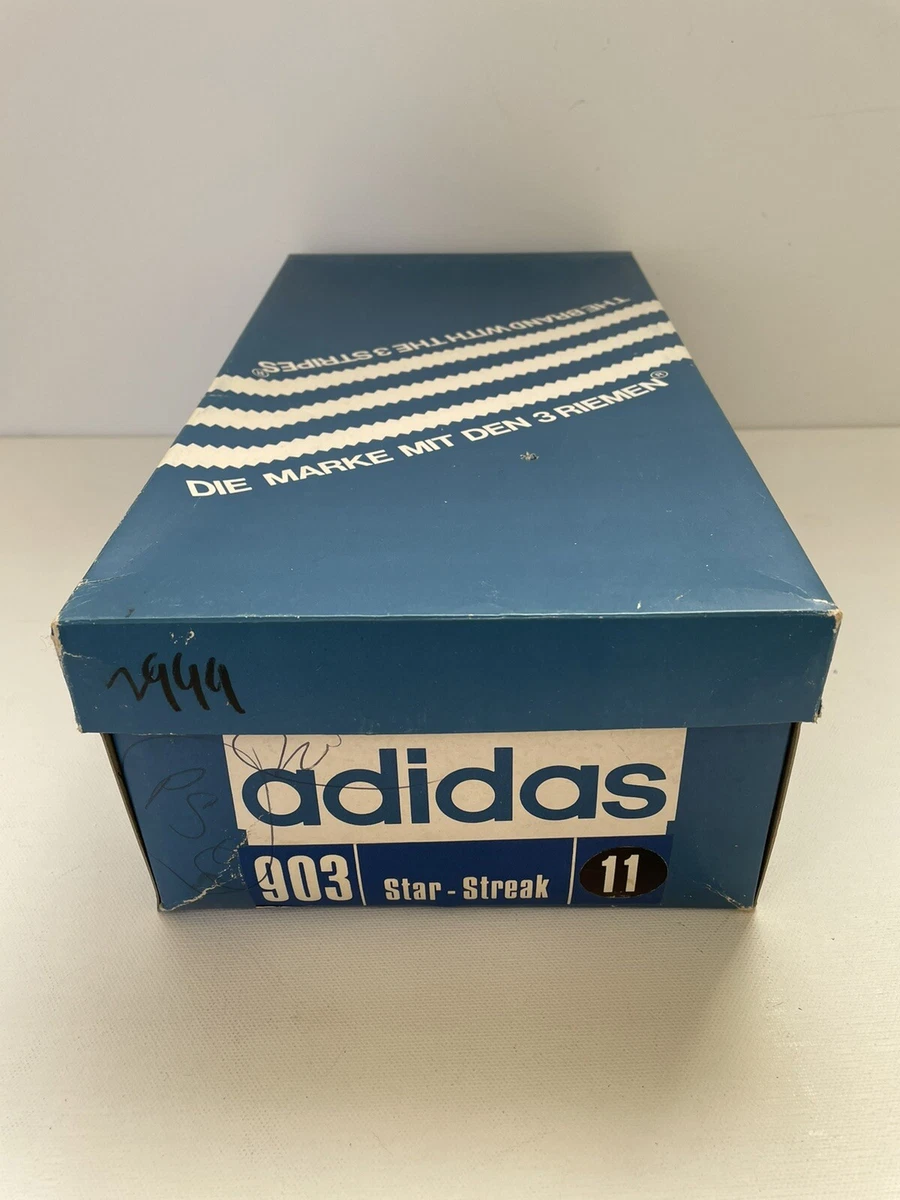 THE BRAND WITH THE 3 STRIPES®
DIE MARKE MIT DEN 3 RIEMEN®
adidas
903 Star-Streak 11